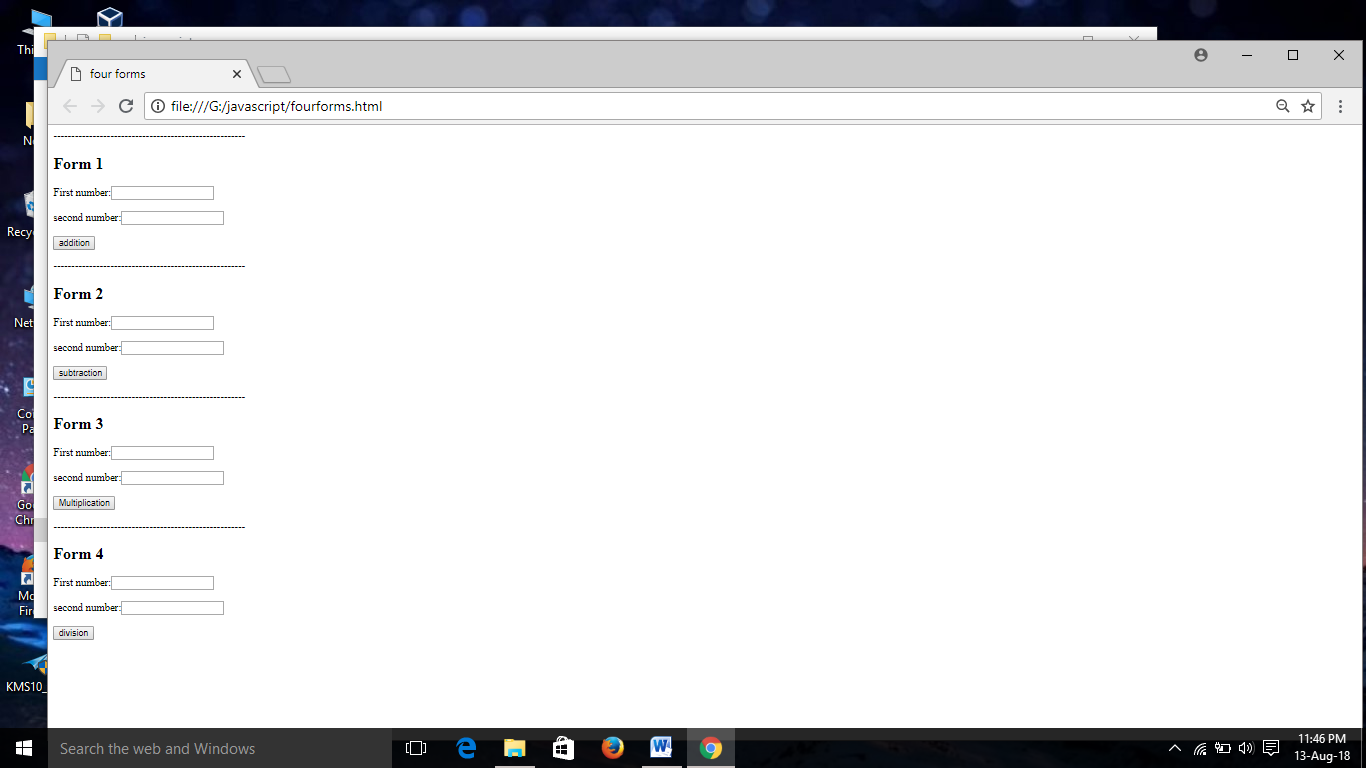 four forms
file:///G:/javascript/fourforms.html
------------------------------------------------------
Form 1
First number:
second number:
addition
------------------------------------------------------
Form 2
First number:
second number:
subtraction
------------------------------------------------------
Form 3
First number:
second number:
Multiplication
------------------------------------------------------
Form 4
First number:
second number:
division
KMS10_
Search the web and Windows
11:46 PM
13-Aug-18